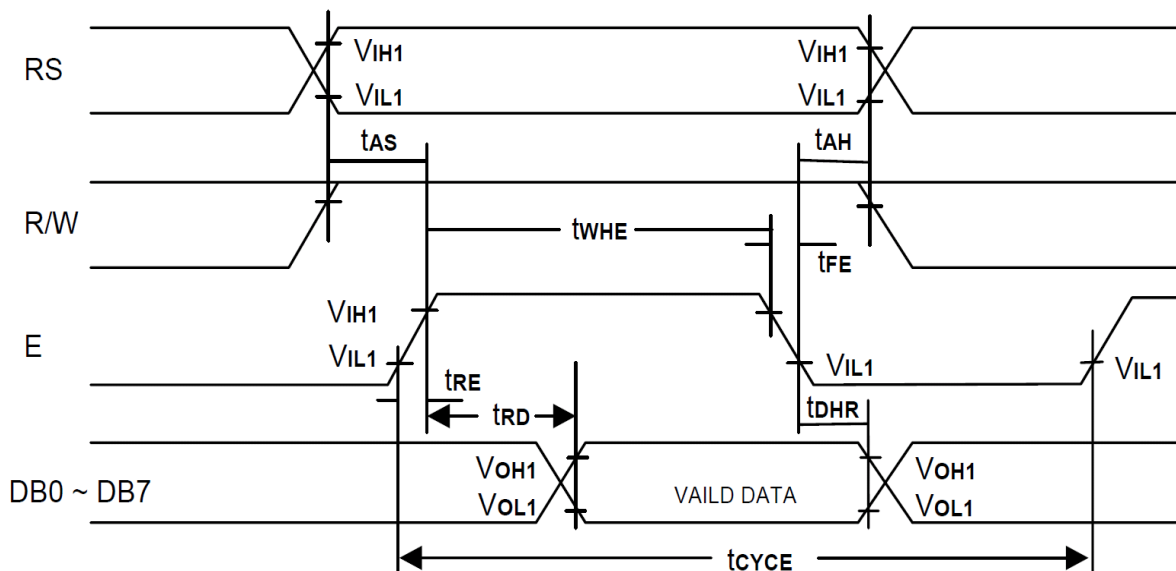 RS
VIH1
VIL1
VIH1
VIL1
tAS
tAH
R/W
tWHE
tFE
E
VIH1
VIL1
VIL1
VIL1
tRE
tRD
tDHR
DB0 ~ DB7
VOH1
VOL1
VAILD DATA
VOH1
VOL1
tCYCE